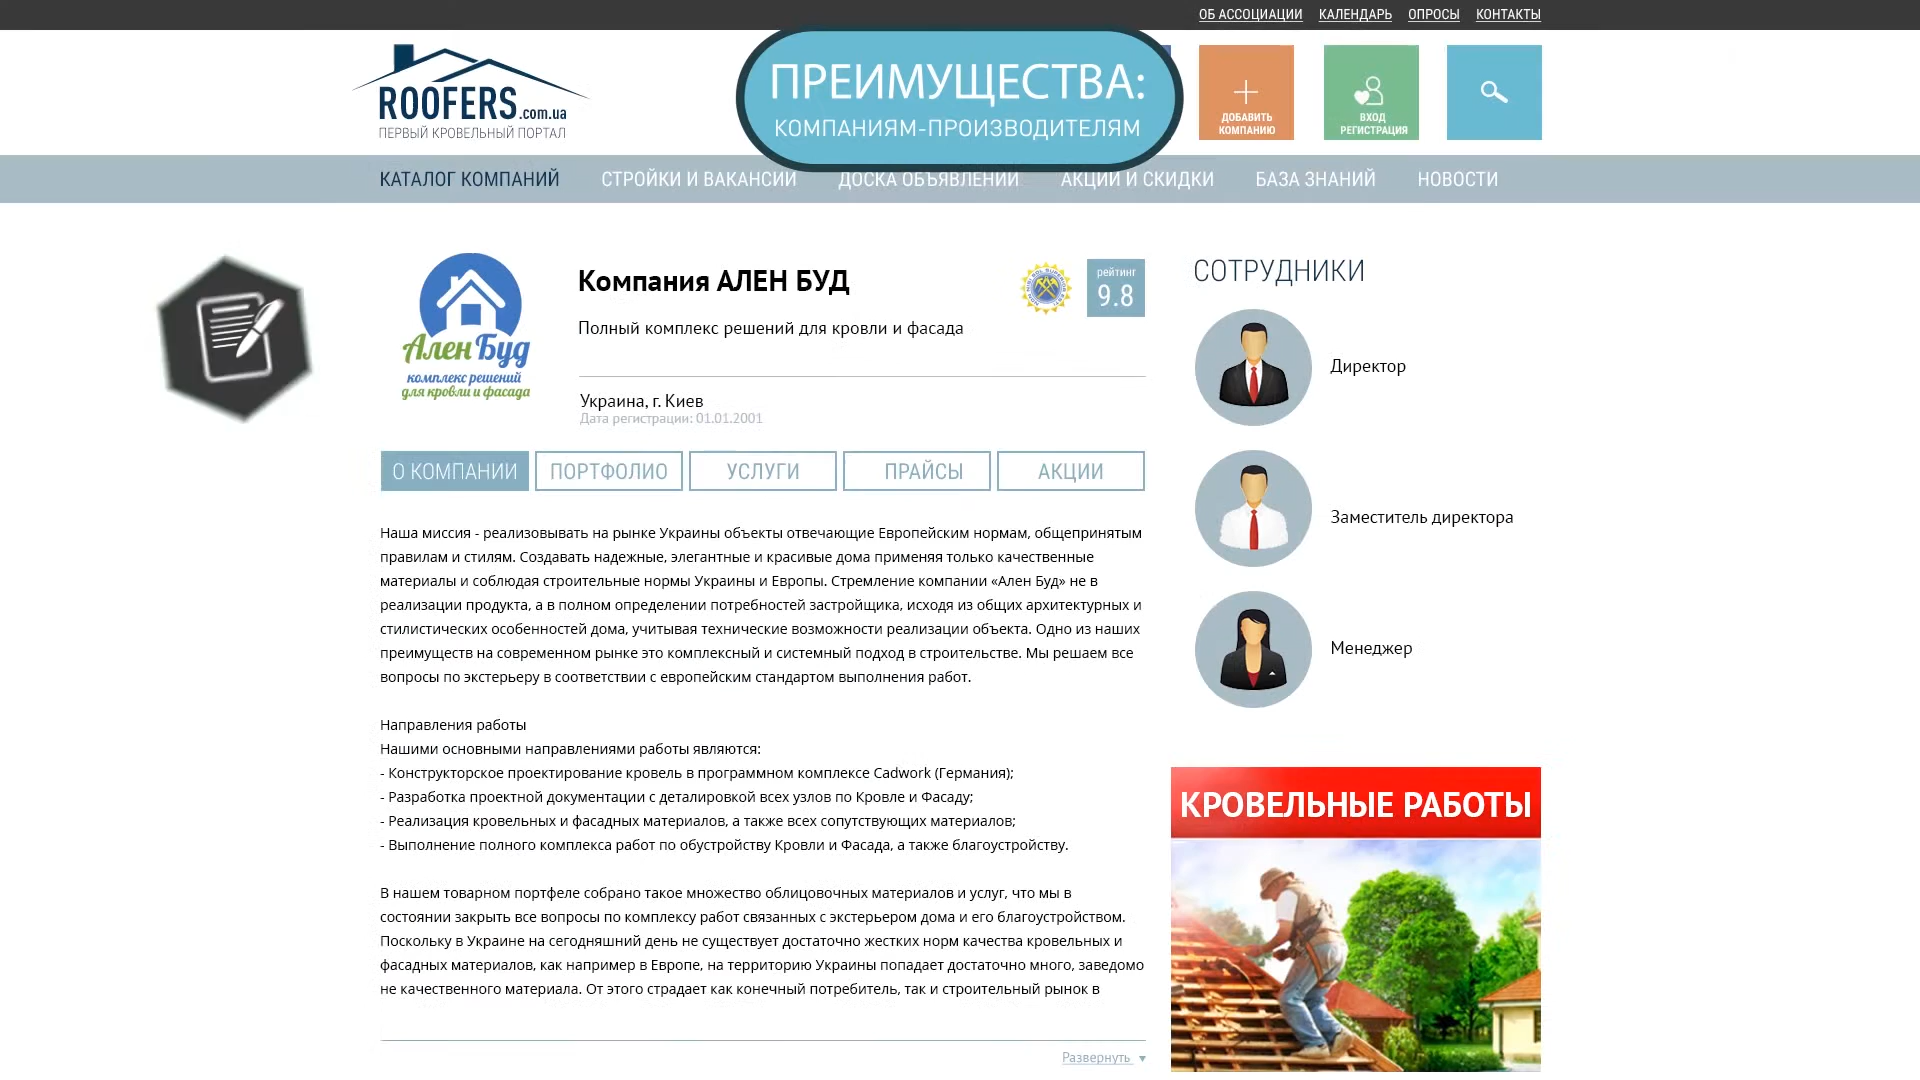 ОБ АССОЦИАЦИИ КАЛЕНДАРЬ ОПРОСЫ КОНТАКТЫ
ROOFERS.com.ua
ПЕРВЫЙ КРОВЕЛЬНЫЙ ПОРТАЛ
ПРЕИМУЩЕСТВА:
КОМПАНИЯМ-ПРОИЗВОДИТЕЛЯМ
ДОБАВИТЬ
КОМПАНИЮ
ВХОД
РЕГИСТРАЦИЯ
КАТАЛОГ КОМПАНИЙ СТРОЙКИ И ВАКАНСИИ ДОСКА ОБЪЯВЛЕНИЙ АКЦИИ И СКИДКИ БАЗА ЗНАНИЙ НОВОСТИ
Ален Буд
комплекс решений
для кровли и фасада
Компания АЛЕН БУД
Полный комплекс решений для кровли и фасада
рейтинг
9.8
Украина, г. Киев
Дата регистрации: 01.01.2001
О КОМПАНИИ ПОРТФОЛИО УСЛУГИ ПРАЙСЫ АКЦИИ
Наша миссия - реализовывать на рынке Украины объекты отвечающие Европейским нормам, общепринятым
правилам и стилям. Создавать надежные, элегантные и красивые дома применяя только качественные
материалы и соблюдая строительные нормы Украины и Европы. Стремление компании «Ален Буд» не в
реализации продукта, а в полном определении потребностей застройщика, исходя из общих архитектурных и
стилистических особенностей дома, учитывая технические возможности реализации объекта. Одно из наших
преимуществ на современном рынке это комплексный и системный подход в строительстве. Мы решаем все
вопросы по экстерьеру в соответствии с европейским стандартом выполнения работ.
Направления работы
Нашими основными направлениями работы являются:
- Конструкторское проектирование кровель в программном комплексе Cadwork (Германия);
- Разработка проектной документации с деталировкой всех узлов по Кровле и Фасаду;
- Реализация кровельных и фасадных материалов, а также всех сопутствующих материалов;
- Выполнение полного комплекса работ по обустройству Кровли и Фасада, а также благоустройству.
В нашем товарном портфеле собрано такое множество облицовочных материалов и услуг, что мы в
состоянии закрыть все вопросы по комплексу работ связанных с экстерьером дома и его благоустройством.
Поскольку в Украине на сегодняшний день не существует достаточно жестких норм качества кровельных и
фасадных материалов, как например в Европе, на территорию Украины попадает достаточно много, заведомо
не качественного материала. От этого страдает как конечный потребитель, так и строительный рынок в
Развернуть
СОТРУДНИКИ
Директор
Заместитель директора
Менеджер
КРОВЕЛЬНЫЕ РАБОТЫ